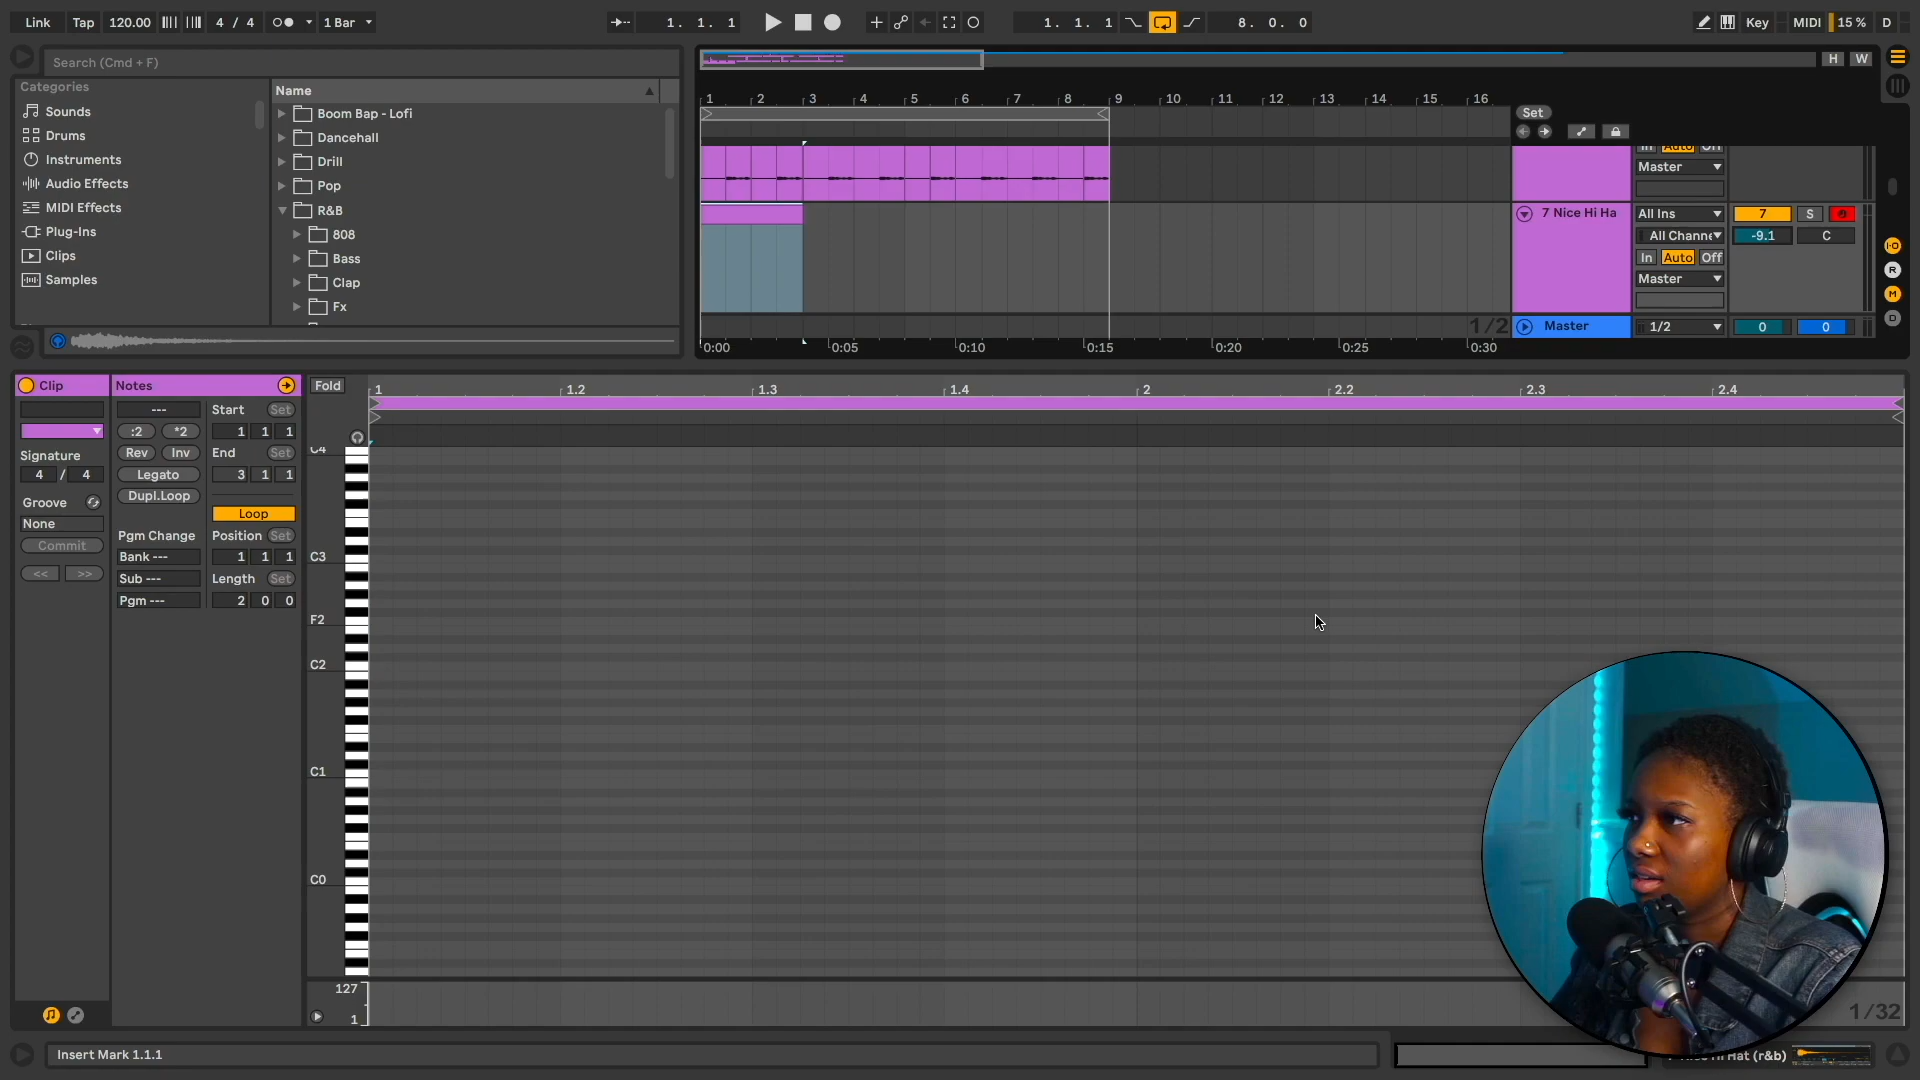 Link Tap 120.00 4 / 4 1 Bar 1. 1. 1 1. 1. 1 8. 0. 0 Key MIDI 15 % D
Search (Cmd + F)
H W
Categories
Name
Sounds
Drums
Instruments
Audio Effects
MIDI Effects
Plug-Ins
Clips
Samples
Boom Bap - Lofi
Dancehall
Drill
Pop
R&B
808
Bass
Clap
Fx
1 2 3 4 5 6 7 8 9 10 11 12 13 14 15 16
Set
Master
7 Nice Hi Ha All Ins 7 S
All Channe -9.1 C
In Auto Off
Master
1/2 Master 1/2 0 0
0:00 0:05 0:10 0:15 0:20 0:25 0:30
R
M
D
Clip
Signature
4 / 4
Groove
None
Commit
<< >>
Notes
---
:2 *2
Rev Inv
Legato
Dupl.Loop
Pgm Change
Bank ---
Sub ---
Pgm ---
Start Set
1 1 1
End Set
3 1 1
Loop
Position Set
1 1 1
Length Set
2 0 0
Fold 1 1.2 1.3 1.4 2 2.2 2.3 2.4
C4
C3
F2
C2
C1
C0
127
1
1/32
Insert Mark 1.1.1
Hat (r&b)